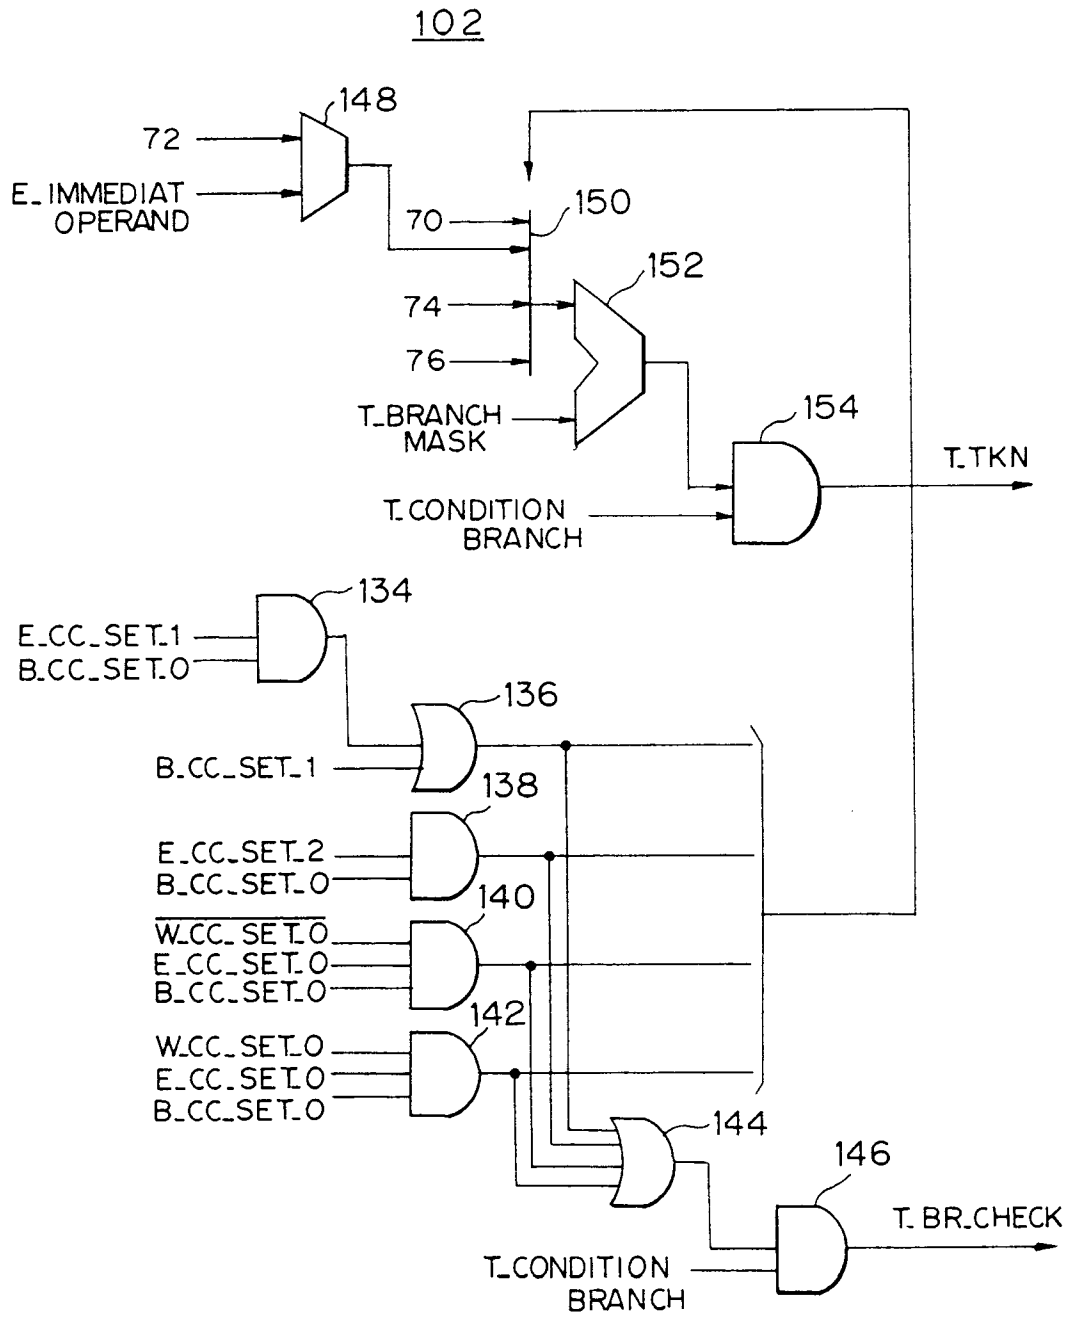 102
148
72
E_IMMEDIAT
OPERAND
150
70
152
74
76
T_BRANCH
MASK
154
T_TKN
T_CONDITION
BRANCH
134
E_CC_SET_1
B_CC_SET_0
136
B_CC_SET_1
138
E_CC_SET_2
B_CC_SET_0
140
W_CC_SET_0
E_CC_SET_0
B_CC_SET_0
142
W_CC_SET_0
E_CC_SET_0
B_CC_SET_0
144
146
T_BR_CHECK
T_CONDITION
BRANCH